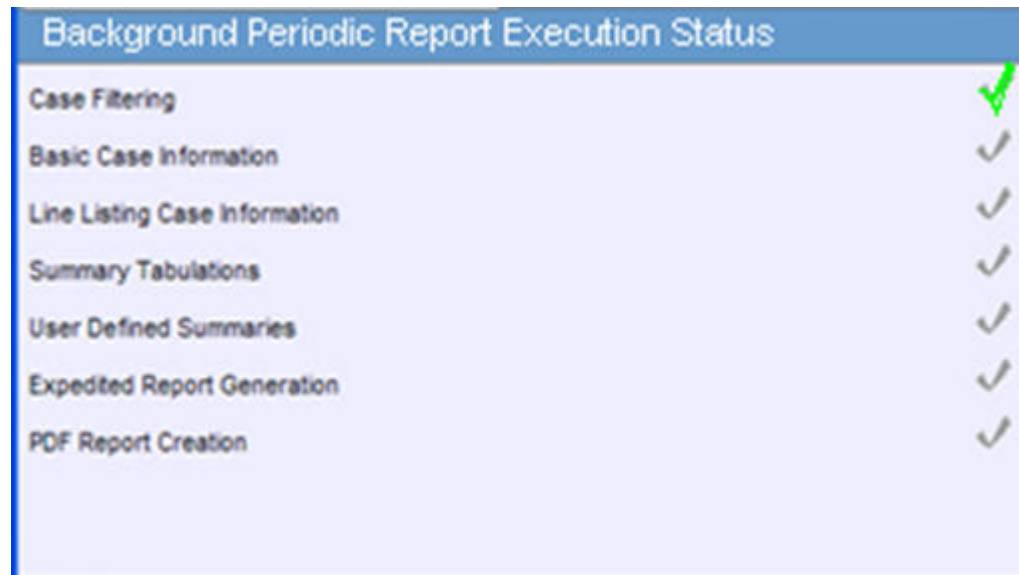 Background Periodic Report Execution Status
Case Filtering
Basic Case Information
Line Listing Case Information
Summary Tabulations
User Defined Summaries
Expedited Report Generation
PDF Report Creation